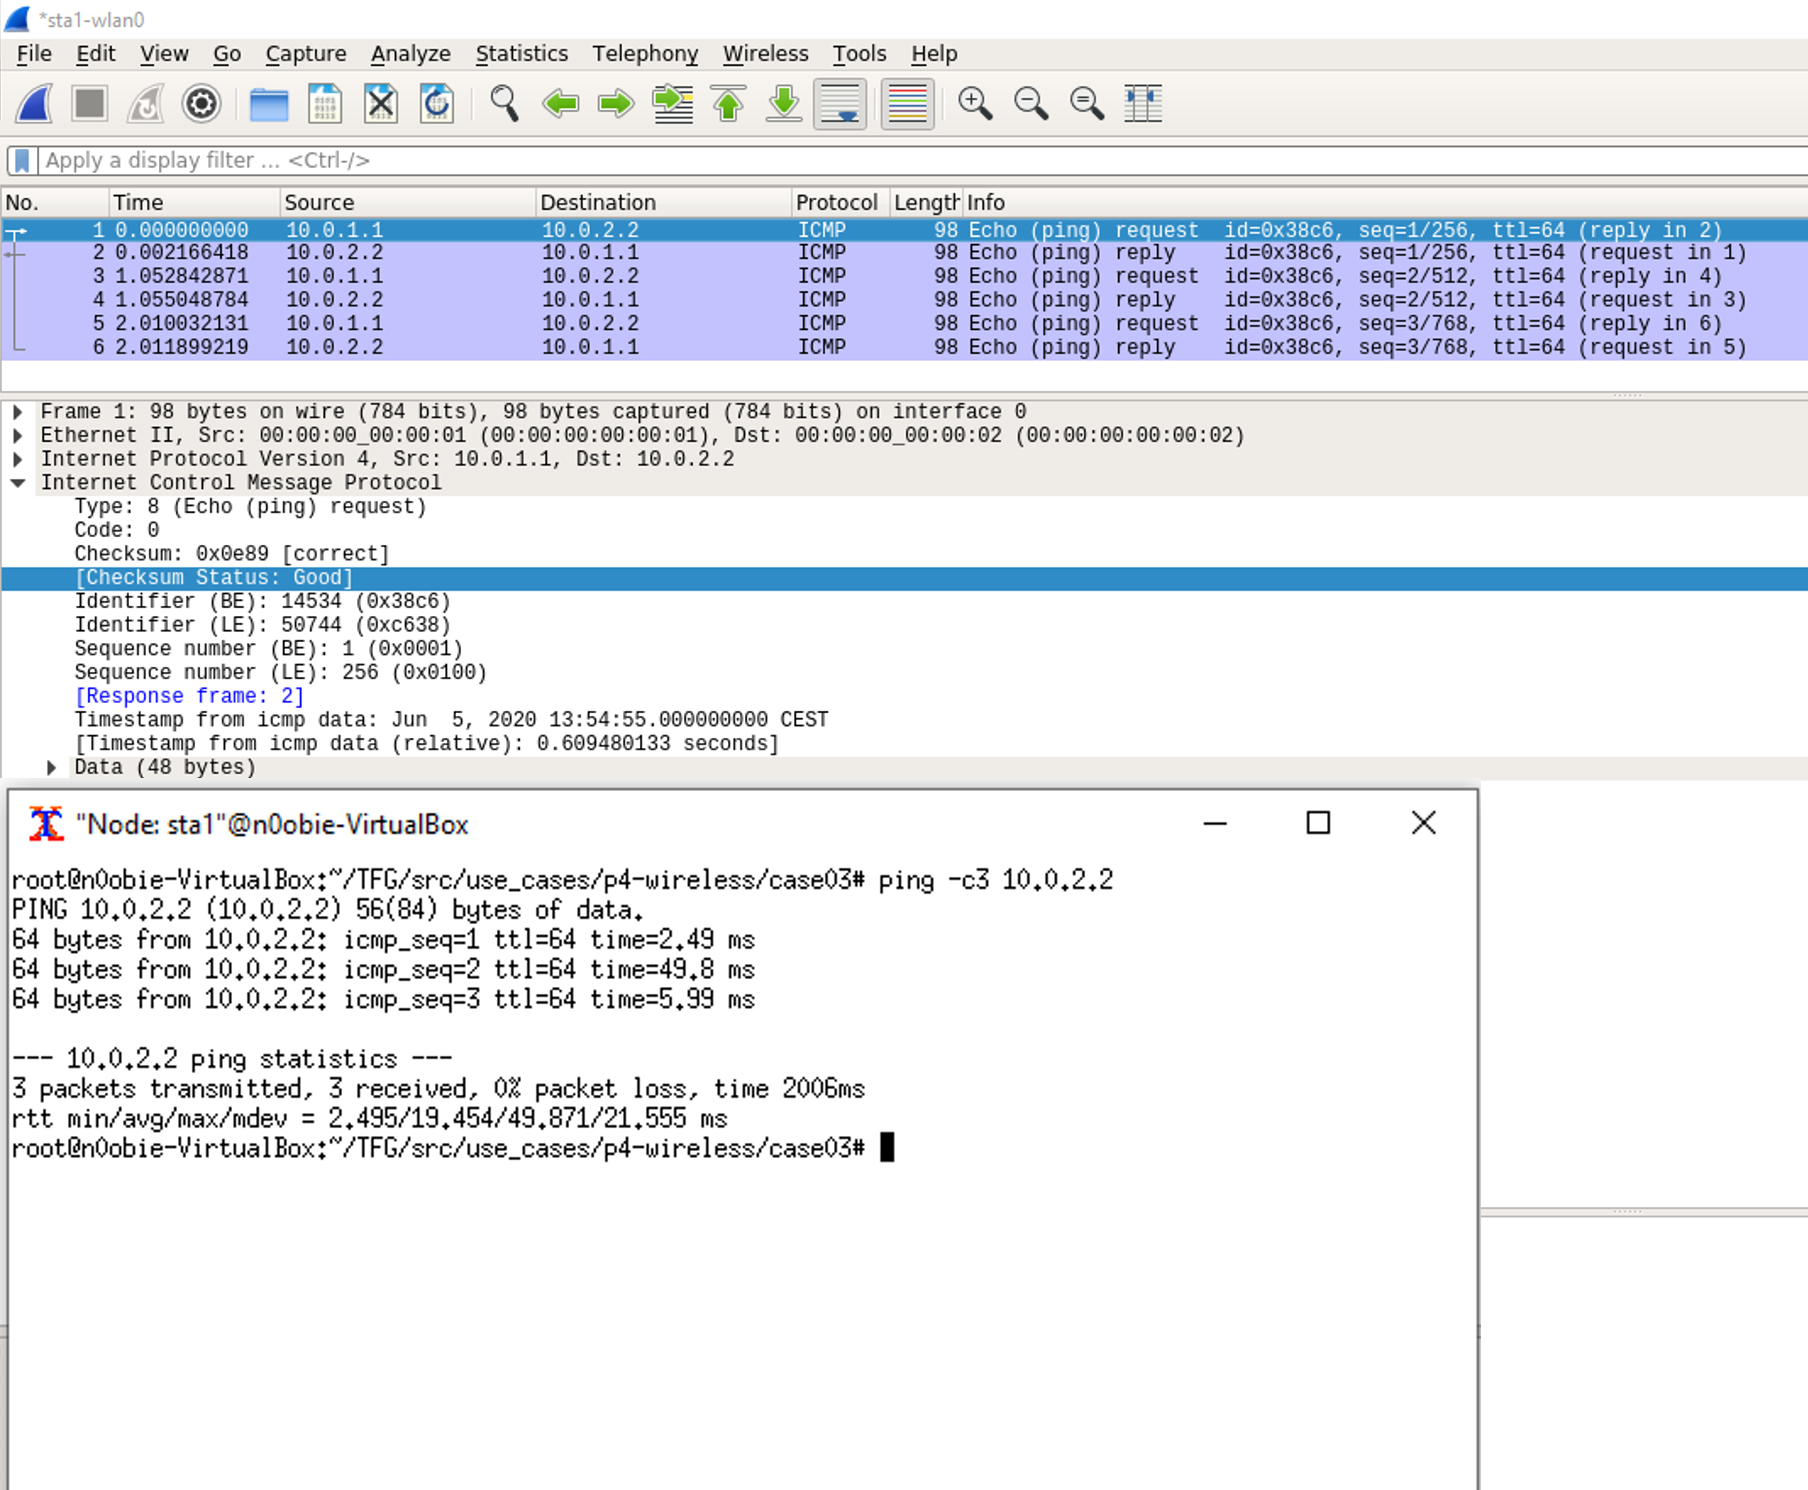 *sta1-wlan0
File Edit View Go Capture Analyze Statistics Telephony Wireless Tools Help
Apply a display filter ... <Ctrl-/>
No. Time Source Destination Protocol Length Info
1 0.000000000 10.0.1.1 10.0.2.2 ICMP 98 Echo (ping) request id=0x38c6, seq=1/256, ttl=64 (reply in 2)
2 0.002166418 10.0.2.2 10.0.1.1 ICMP 98 Echo (ping) reply id=0x38c6, seq=1/256, ttl=64 (request in 1)
3 1.052842871 10.0.1.1 10.0.2.2 ICMP 98 Echo (ping) request id=0x38c6, seq=2/512, ttl=64 (reply in 4)
4 1.055048784 10.0.2.2 10.0.1.1 ICMP 98 Echo (ping) reply id=0x38c6, seq=2/512, ttl=64 (request in 3)
5 2.010032131 10.0.1.1 10.0.2.2 ICMP 98 Echo (ping) request id=0x38c6, seq=3/768, ttl=64 (reply in 6)
6 2.011899219 10.0.2.2 10.0.1.1 ICMP 98 Echo (ping) reply id=0x38c6, seq=3/768, ttl=64 (request in 5)
Frame 1: 98 bytes on wire (784 bits), 98 bytes captured (784 bits) on interface 0
Ethernet II, Src: 00:00:00_00:00:01 (00:00:00:00:00:01), Dst: 00:00:00_00:00:02 (00:00:00:00:00:02)
Internet Protocol Version 4, Src: 10.0.1.1, Dst: 10.0.2.2
Internet Control Message Protocol
Type: 8 (Echo (ping) request)
Code: 0
Checksum: 0x0e89 [correct]
[Checksum Status: Good]
Identifier (BE): 14534 (0x38c6)
Identifier (LE): 50744 (0xc638)
Sequence number (BE): 1 (0x0001)
Sequence number (LE): 256 (0x0100)
[Response frame: 2]
Timestamp from icmp data: Jun  5, 2020 13:54:55.000000000 CEST
[Timestamp from icmp data (relative): 0.609480133 seconds]
Data (48 bytes)
"Node: sta1"@n0obie-VirtualBox
root@n0obie-VirtualBox:~/TFG/src/use_cases/p4-wireless/case03# ping -c3 10.0.2.2
PING 10.0.2.2 (10.0.2.2) 56(84) bytes of data.
64 bytes from 10.0.2.2: icmp_seq=1 ttl=64 time=2.49 ms
64 bytes from 10.0.2.2: icmp_seq=2 ttl=64 time=49.8 ms
64 bytes from 10.0.2.2: icmp_seq=3 ttl=64 time=5.99 ms
--- 10.0.2.2 ping statistics ---
3 packets transmitted, 3 received, 0% packet loss, time 2006ms
rtt min/avg/max/mdev = 2.495/19.454/49.871/21.555 ms
root@n0obie-VirtualBox:~/TFG/src/use_cases/p4-wireless/case03#